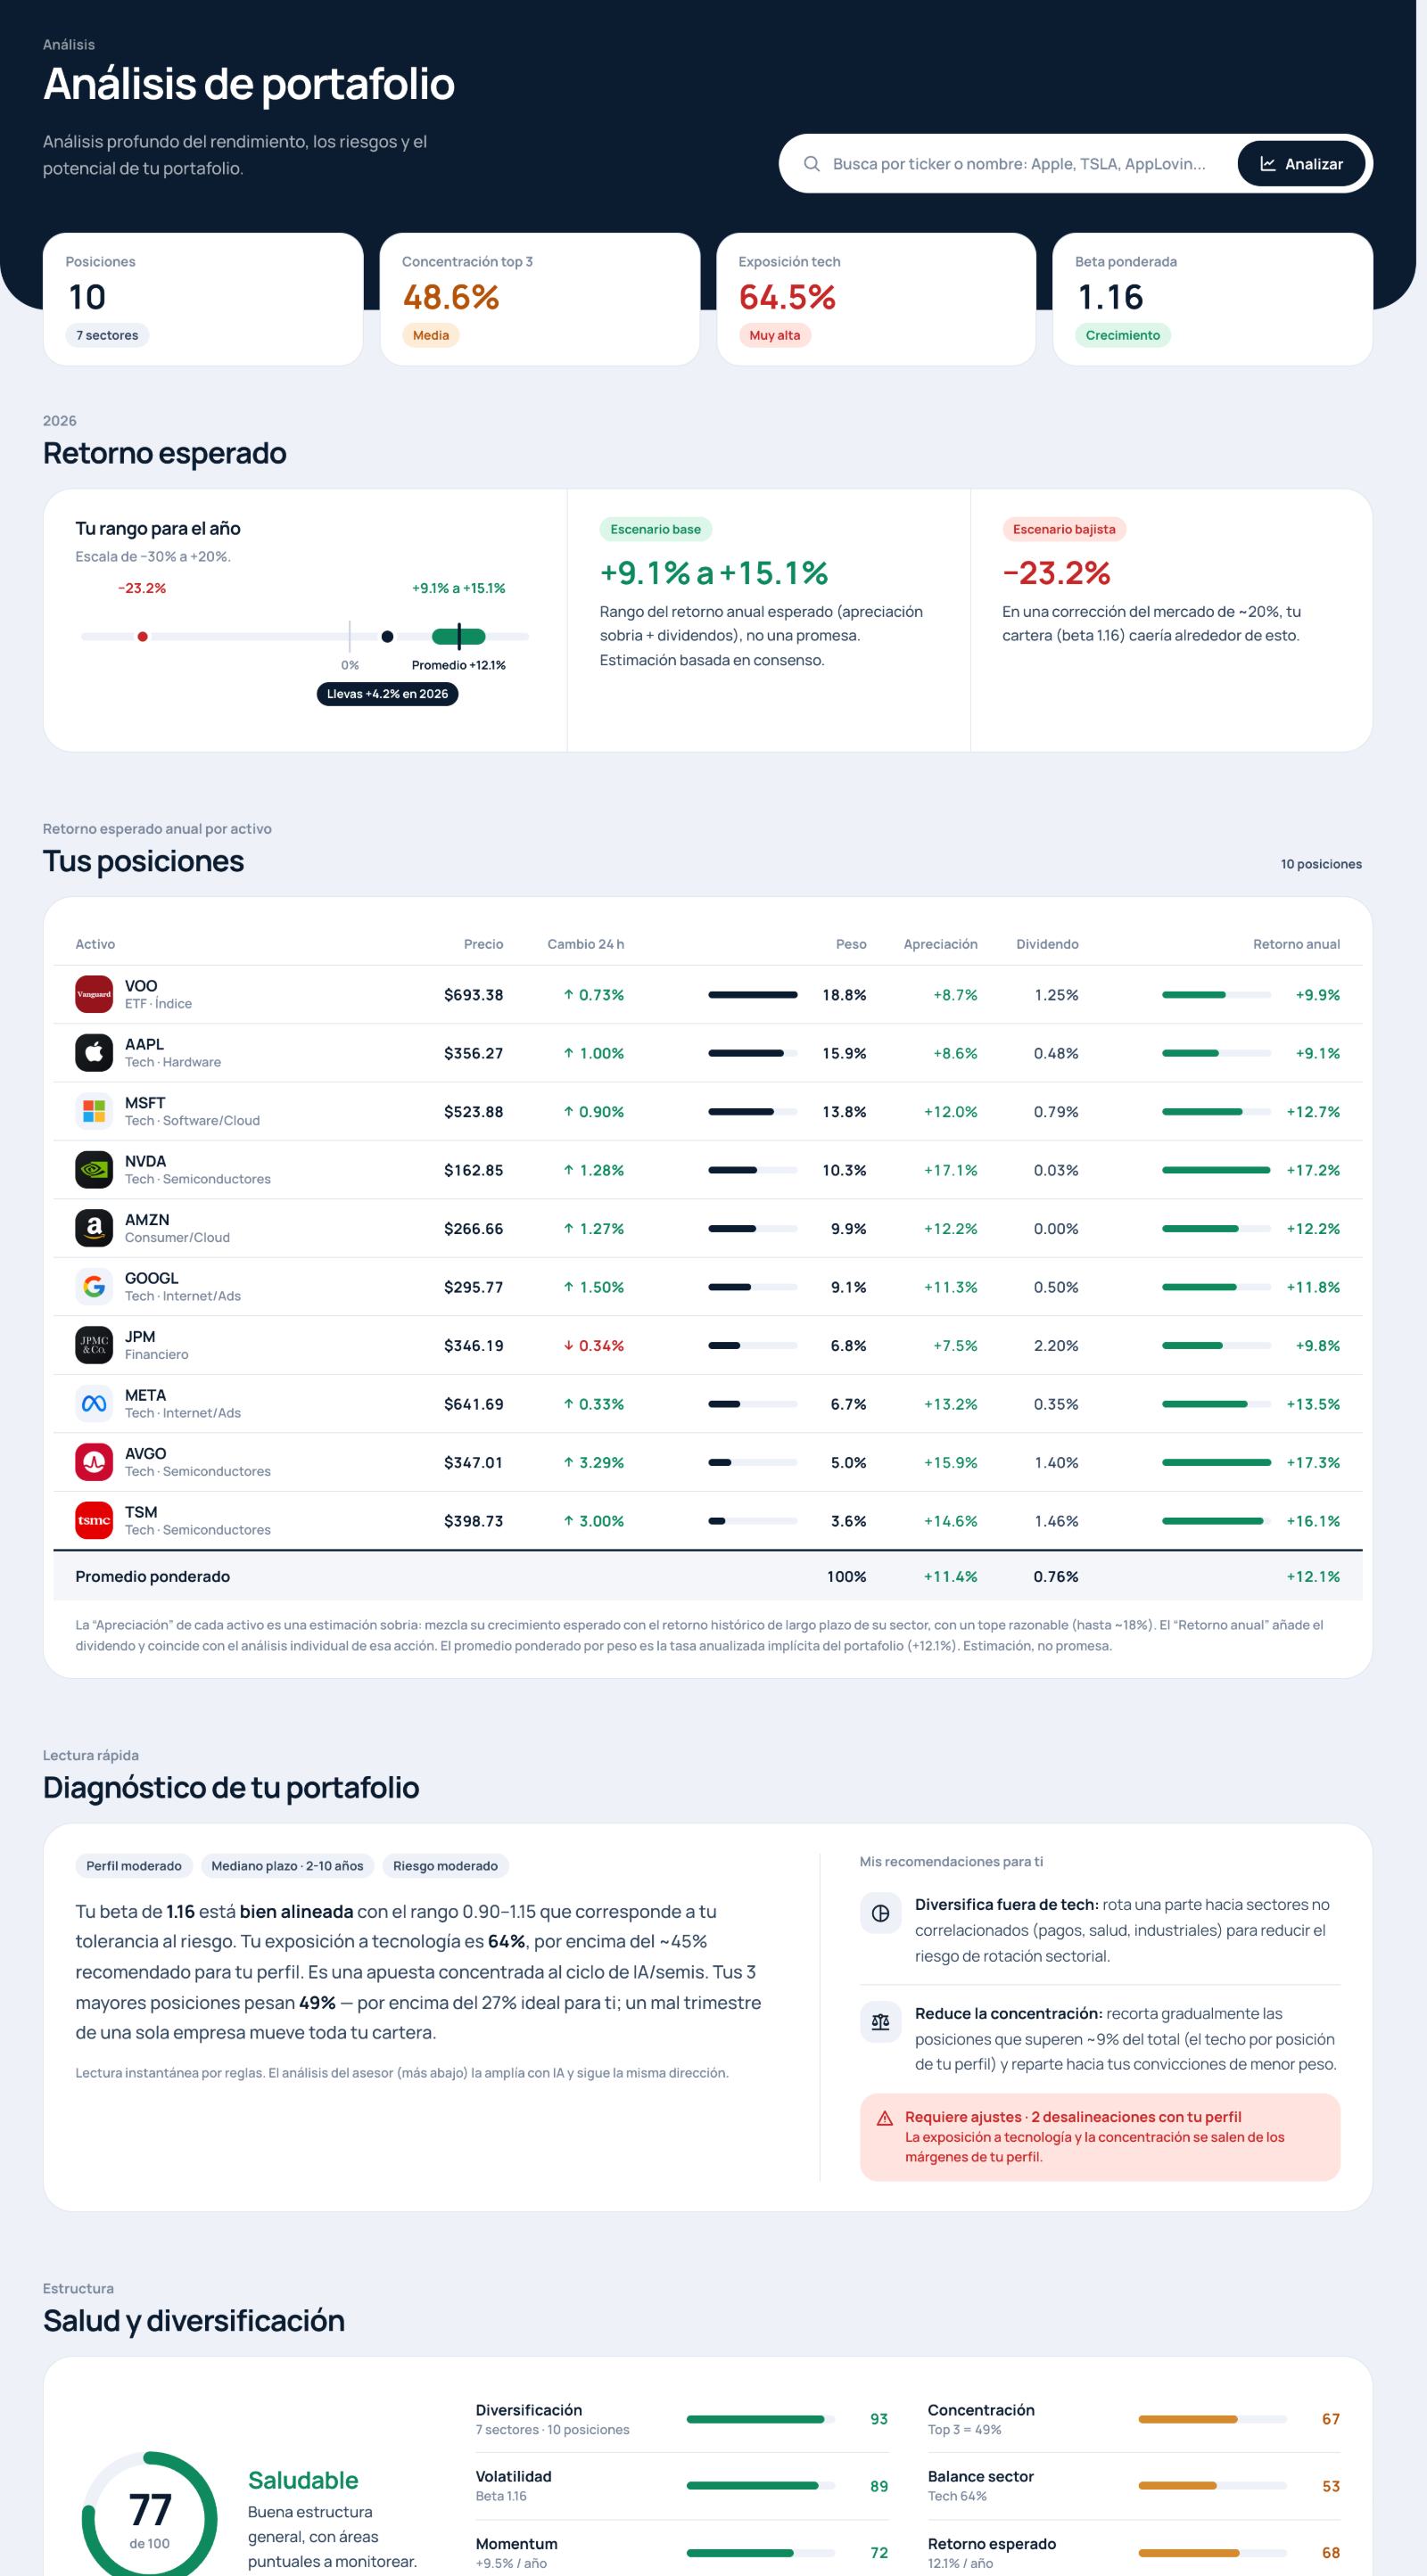 Análisis
Análisis de portafolio
Análisis profundo del rendimiento, los riesgos y el
potencial de tu portafolio.
Busca por ticker o nombre: Apple, TSLA, AppLovin...
Analizar
Posiciones
10
7 sectores
Concentración top 3
48.6%
Media
Exposición tech
64.5%
Muy alta
Beta ponderada
1.16
Crecimiento
2026
Retorno esperado
Tu rango para el año
Escala de −30% a +20%.
−23.2%
+9.1% a +15.1%
0%
Promedio +12.1%
Llevas +4.2% en 2026
Escenario base
+9.1% a +15.1%
Rango del retorno anual esperado (apreciación
sobria + dividendos), no una promesa.
Estimación basada en consenso.
Escenario bajista
−23.2%
En una corrección del mercado de ~20%, tu
cartera (beta 1.16) caería alrededor de esto.
Retorno esperado anual por activo
Tus posiciones
10 posiciones
Activo Precio Cambio 24 h Peso Apreciación Dividendo Retorno anual
Vanguard VOO $693.38 ↑ 0.73% 18.8% +8.7% 1.25% +9.9%
ETF · Índice
AAPL $356.27 ↑ 1.00% 15.9% +8.6% 0.48% +9.1%
Tech · Hardware
MSFT $523.88 ↑ 0.90% 13.8% +12.0% 0.79% +12.7%
Tech · Software/Cloud
NVDA $162.85 ↑ 1.28% 10.3% +17.1% 0.03% +17.2%
Tech · Semiconductores
AMZN $266.66 ↑ 1.27% 9.9% +12.2% 0.00% +12.2%
Consumer/Cloud
GOOGL $295.77 ↑ 1.50% 9.1% +11.3% 0.50% +11.8%
Tech · Internet/Ads
JPMC
& CO.
JPM $346.19 ↓ 0.34% 6.8% +7.5% 2.20% +9.8%
Financiero
META $641.69 ↑ 0.33% 6.7% +13.2% 0.35% +13.5%
Tech · Internet/Ads
AVGO $347.01 ↑ 3.29% 5.0% +15.9% 1.40% +17.3%
Tech · Semiconductores
tsmc TSM $398.73 ↑ 3.00% 3.6% +14.6% 1.46% +16.1%
Tech · Semiconductores
Promedio ponderado 100% +11.4% 0.76% +12.1%
La “Apreciación” de cada activo es una estimación sobria: mezcla su crecimiento esperado con el retorno histórico de largo plazo de su sector, con un tope razonable (hasta ~18%). El “Retorno anual” añade el
dividendo y coincide con el análisis individual de esa acción. El promedio ponderado por peso es la tasa anualizada implícita del portafolio (+12.1%). Estimación, no promesa.
Lectura rápida
Diagnóstico de tu portafolio
Perfil moderado
Mediano plazo · 2-10 años
Riesgo moderado
Tu beta de 1.16 está bien alineada con el rango 0.90–1.15 que corresponde a tu
tolerancia al riesgo. Tu exposición a tecnología es 64%, por encima del ~45%
recomendado para tu perfil. Es una apuesta concentrada al ciclo de IA/semis. Tus 3
mayores posiciones pesan 49% — por encima del 27% ideal para ti; un mal trimestre
de una sola empresa mueve toda tu cartera.
Lectura instantánea por reglas. El análisis del asesor (más abajo) la amplía con IA y sigue la misma dirección.
Mis recomendaciones para ti
Diversifica fuera de tech: rota una parte hacia sectores no
correlacionados (pagos, salud, industriales) para reducir el
riesgo de rotación sectorial.
Reduce la concentración: recorta gradualmente las
posiciones que superen ~9% del total (el techo por posición
de tu perfil) y reparte hacia tus convicciones de menor peso.
Requiere ajustes · 2 desalineaciones con tu perfil
La exposición a tecnología y la concentración se salen de los
márgenes de tu perfil.
Estructura
Salud y diversificación
77
de 100
Saludable
Buena estructura
general, con áreas
puntuales a monitorear.
Diversificación 93
7 sectores · 10 posiciones
Concentración 67
Top 3 = 49%
Volatilidad 89
Beta 1.16
Balance sector 53
Tech 64%
Momentum 72
+9.5% / año
Retorno esperado 68
12.1% / año